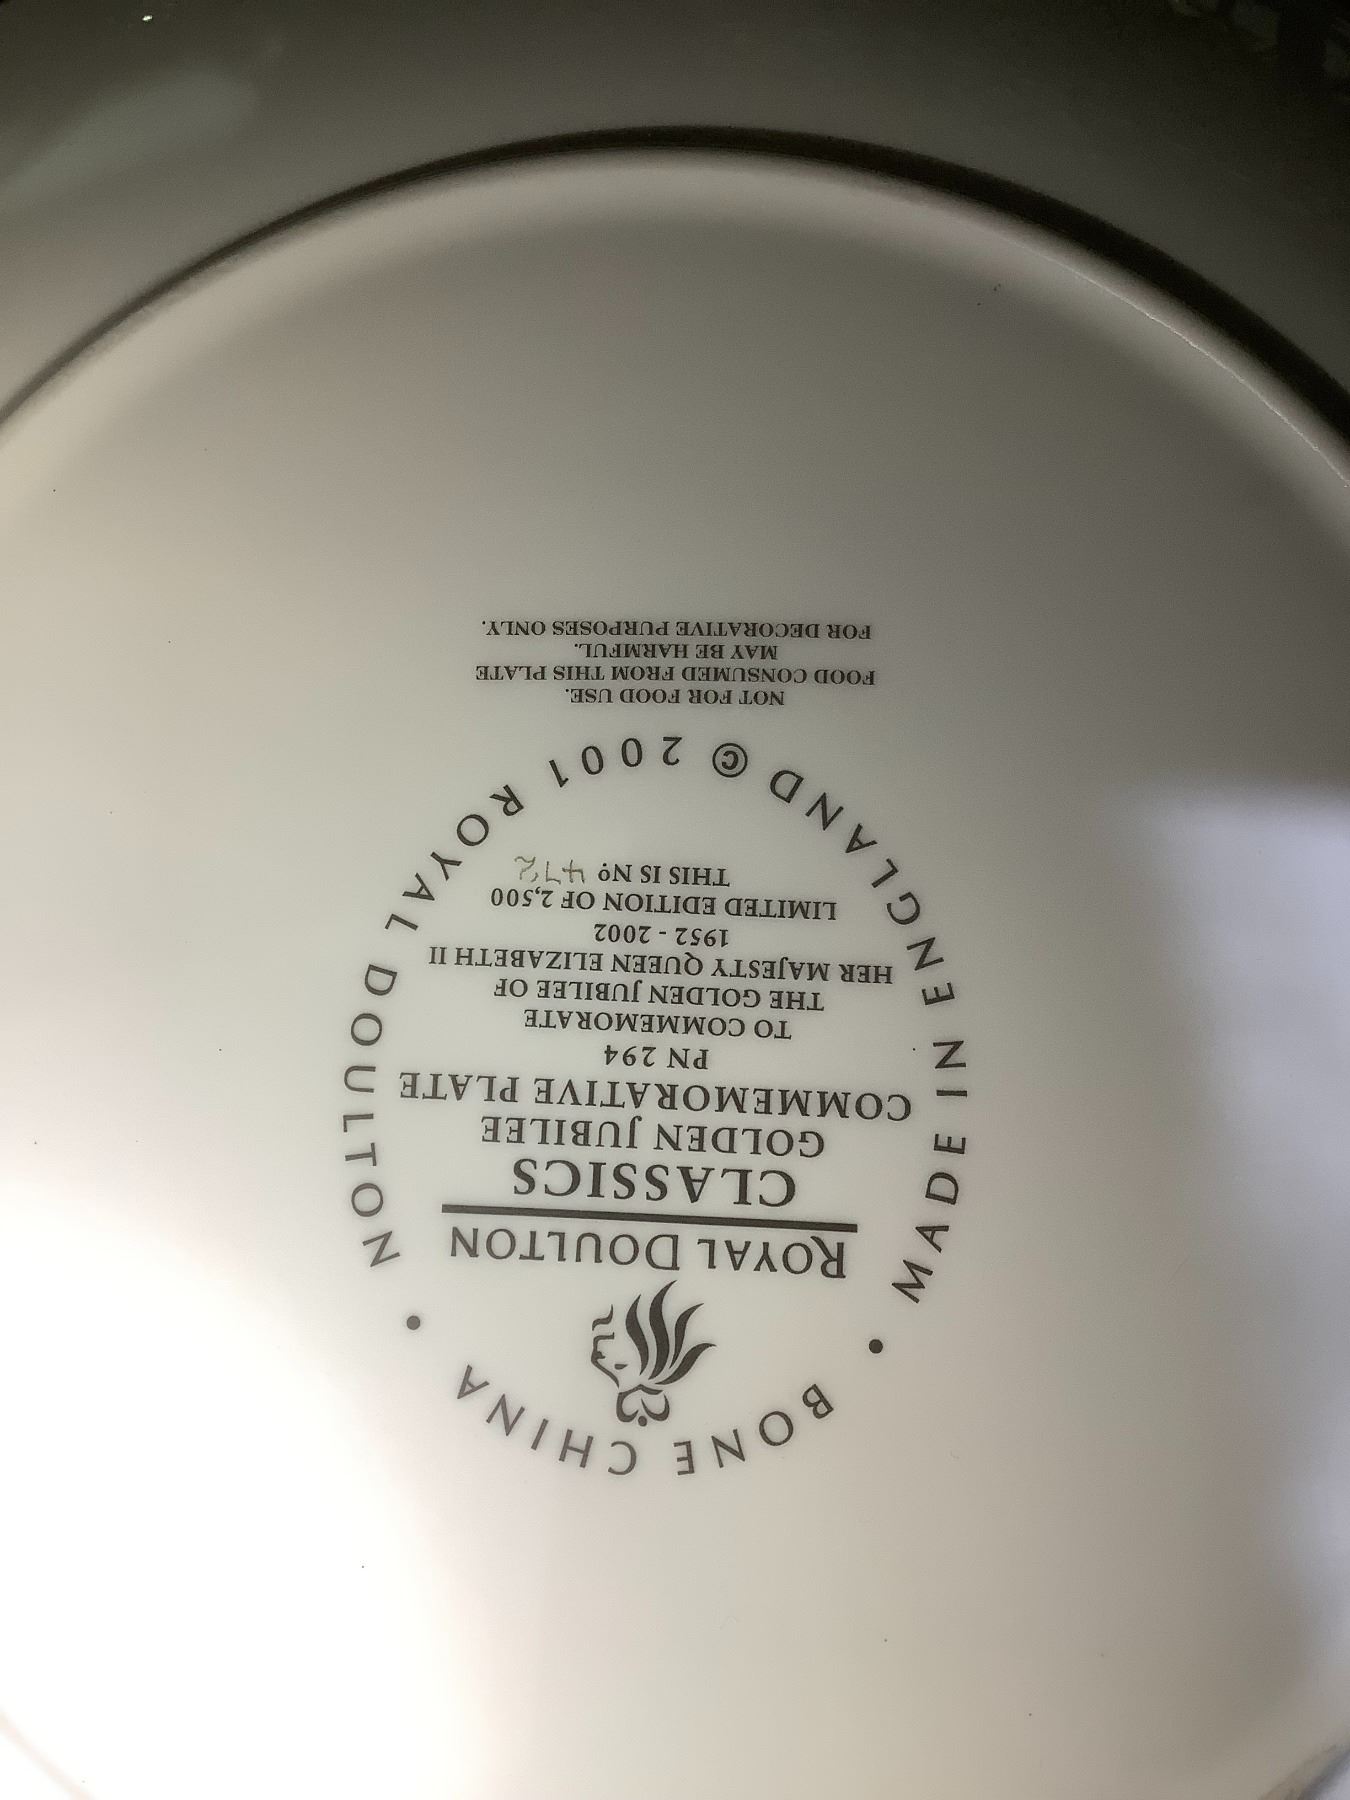 BONE CHINA
ROYAL DOULTON
CLASSICS
GOLDEN JUBILEE
COMMEMORATIVE PLATE
PN 294
TO COMMEMORATE
THE GOLDEN JUBILEE OF
HER MAJESTY QUEEN ELIZABETH II
1952 - 2002
LIMITED EDITION OF 2,500
THIS IS Nº 472
• MADE IN ENGLAND © 2001 ROYAL DOULTON •
NOT FOR FOOD USE.
FOOD CONSUMED FROM THIS PLATE
MAY BE HARMFUL.
FOR DECORATIVE PURPOSES ONLY.